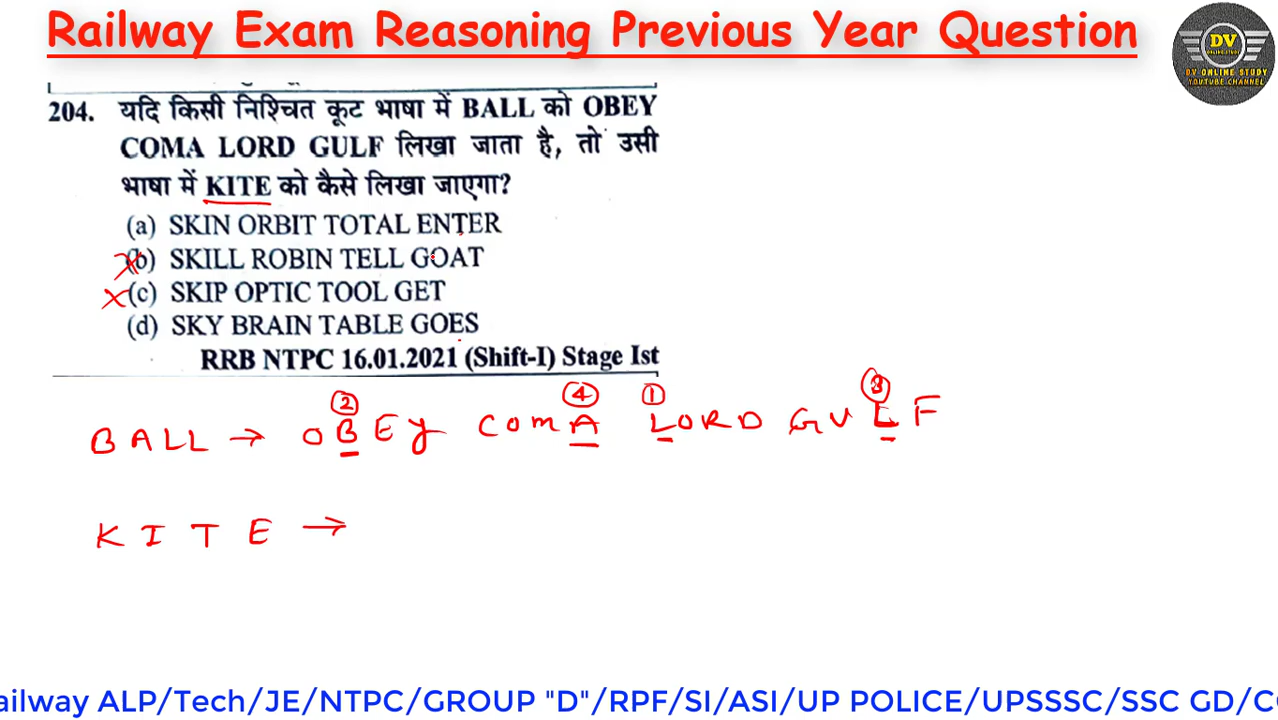 Railway Exam Reasoning Previous Year Question
DV
ONLINE STUDY
DV ONLINE STUDY
YOUTUBE CHANNEL
204. यदि किसी निश्चित कूट भाषा में BALL को OBEY
COMA LORD GULF लिखा जाता है, तो उसी
भाषा में KITE को कैसे लिखा जाएगा?
(a) SKIN ORBIT TOTAL ENTER
(b) SKILL ROBIN TELL GOAT
(c) SKIP OPTIC TOOL GET
(d) SKY BRAIN TABLE GOES
RRB NTPC 16.01.2021 (Shift-I) Stage Ist
2 4 1 3
BALL → OBEY COMA LORD GULF
KITE →
ailway ALP/Tech/JE/NTPC/GROUP "D"/RPF/SI/ASI/UP POLICE/UPSSSC/SSC GD/C